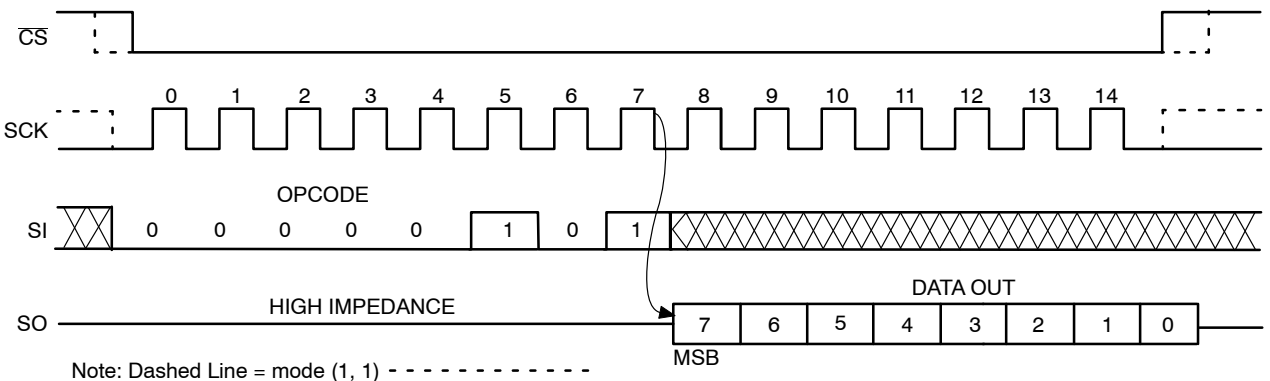 CS
SCK
0 1 2 3 4 5 6 7 8 9 10 11 12 13 14
OPCODE
SI
0 0 0 0 0 1 0 1
DATA OUT
HIGH IMPEDANCE
SO
7 6 5 4 3 2 1 0
MSB
Note: Dashed Line = mode (1, 1)